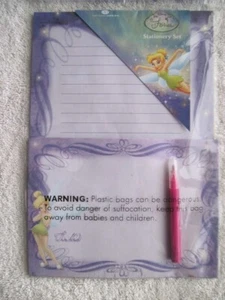 Stationery Set
WARNING: Plastic bags can be dangerous.
To avoid danger of suffocation, keep this bag
away from babies and children.